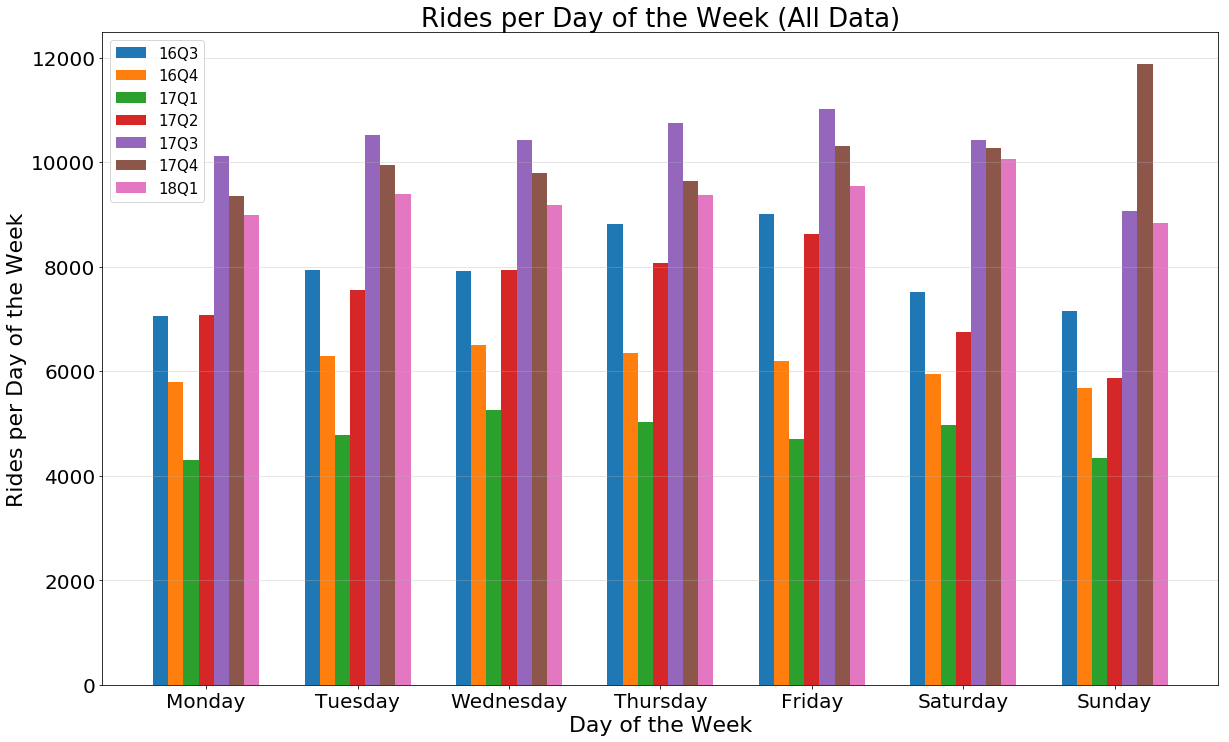 Rides per Day of the Week (All Data)
16Q3
16Q4
17Q1
17Q2
17Q3
17Q4
18Q1
Rides per Day of the Week
12000
10000
8000
6000
4000
2000
0
Monday Tuesday Wednesday Thursday Friday Saturday Sunday
Day of the Week